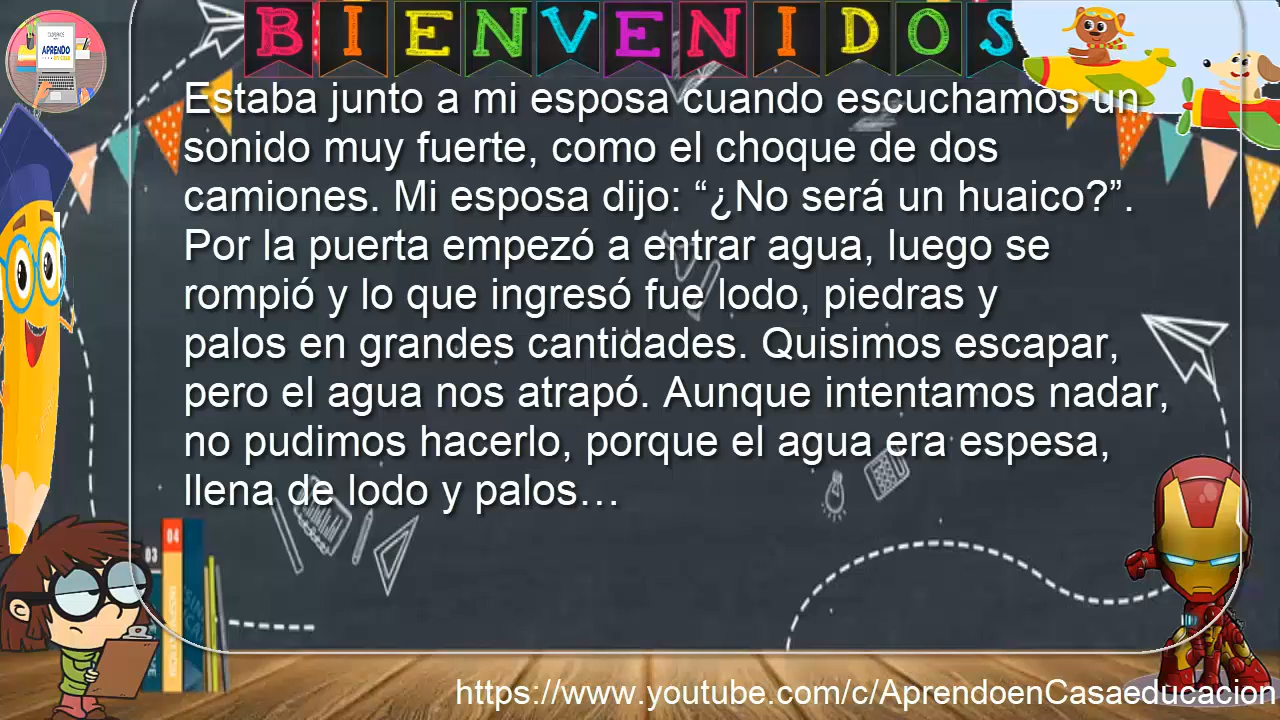 BIENVENIDOS
APRENDO
Estaba junto a mi esposa cuando escuchamos un
sonido muy fuerte, como el choque de dos
camiones. Mi esposa dijo: “¿No será un huaico?”.
Por la puerta empezó a entrar agua, luego se
rompió y lo que ingresó fue lodo, piedras y
palos en grandes cantidades. Quisimos escapar,
pero el agua nos atrapó. Aunque intentamos nadar,
no pudimos hacerlo, porque el agua era espesa,
llena de lodo y palos…
03
04
https://www.youtube.com/c/AprendoenCasaeducacion